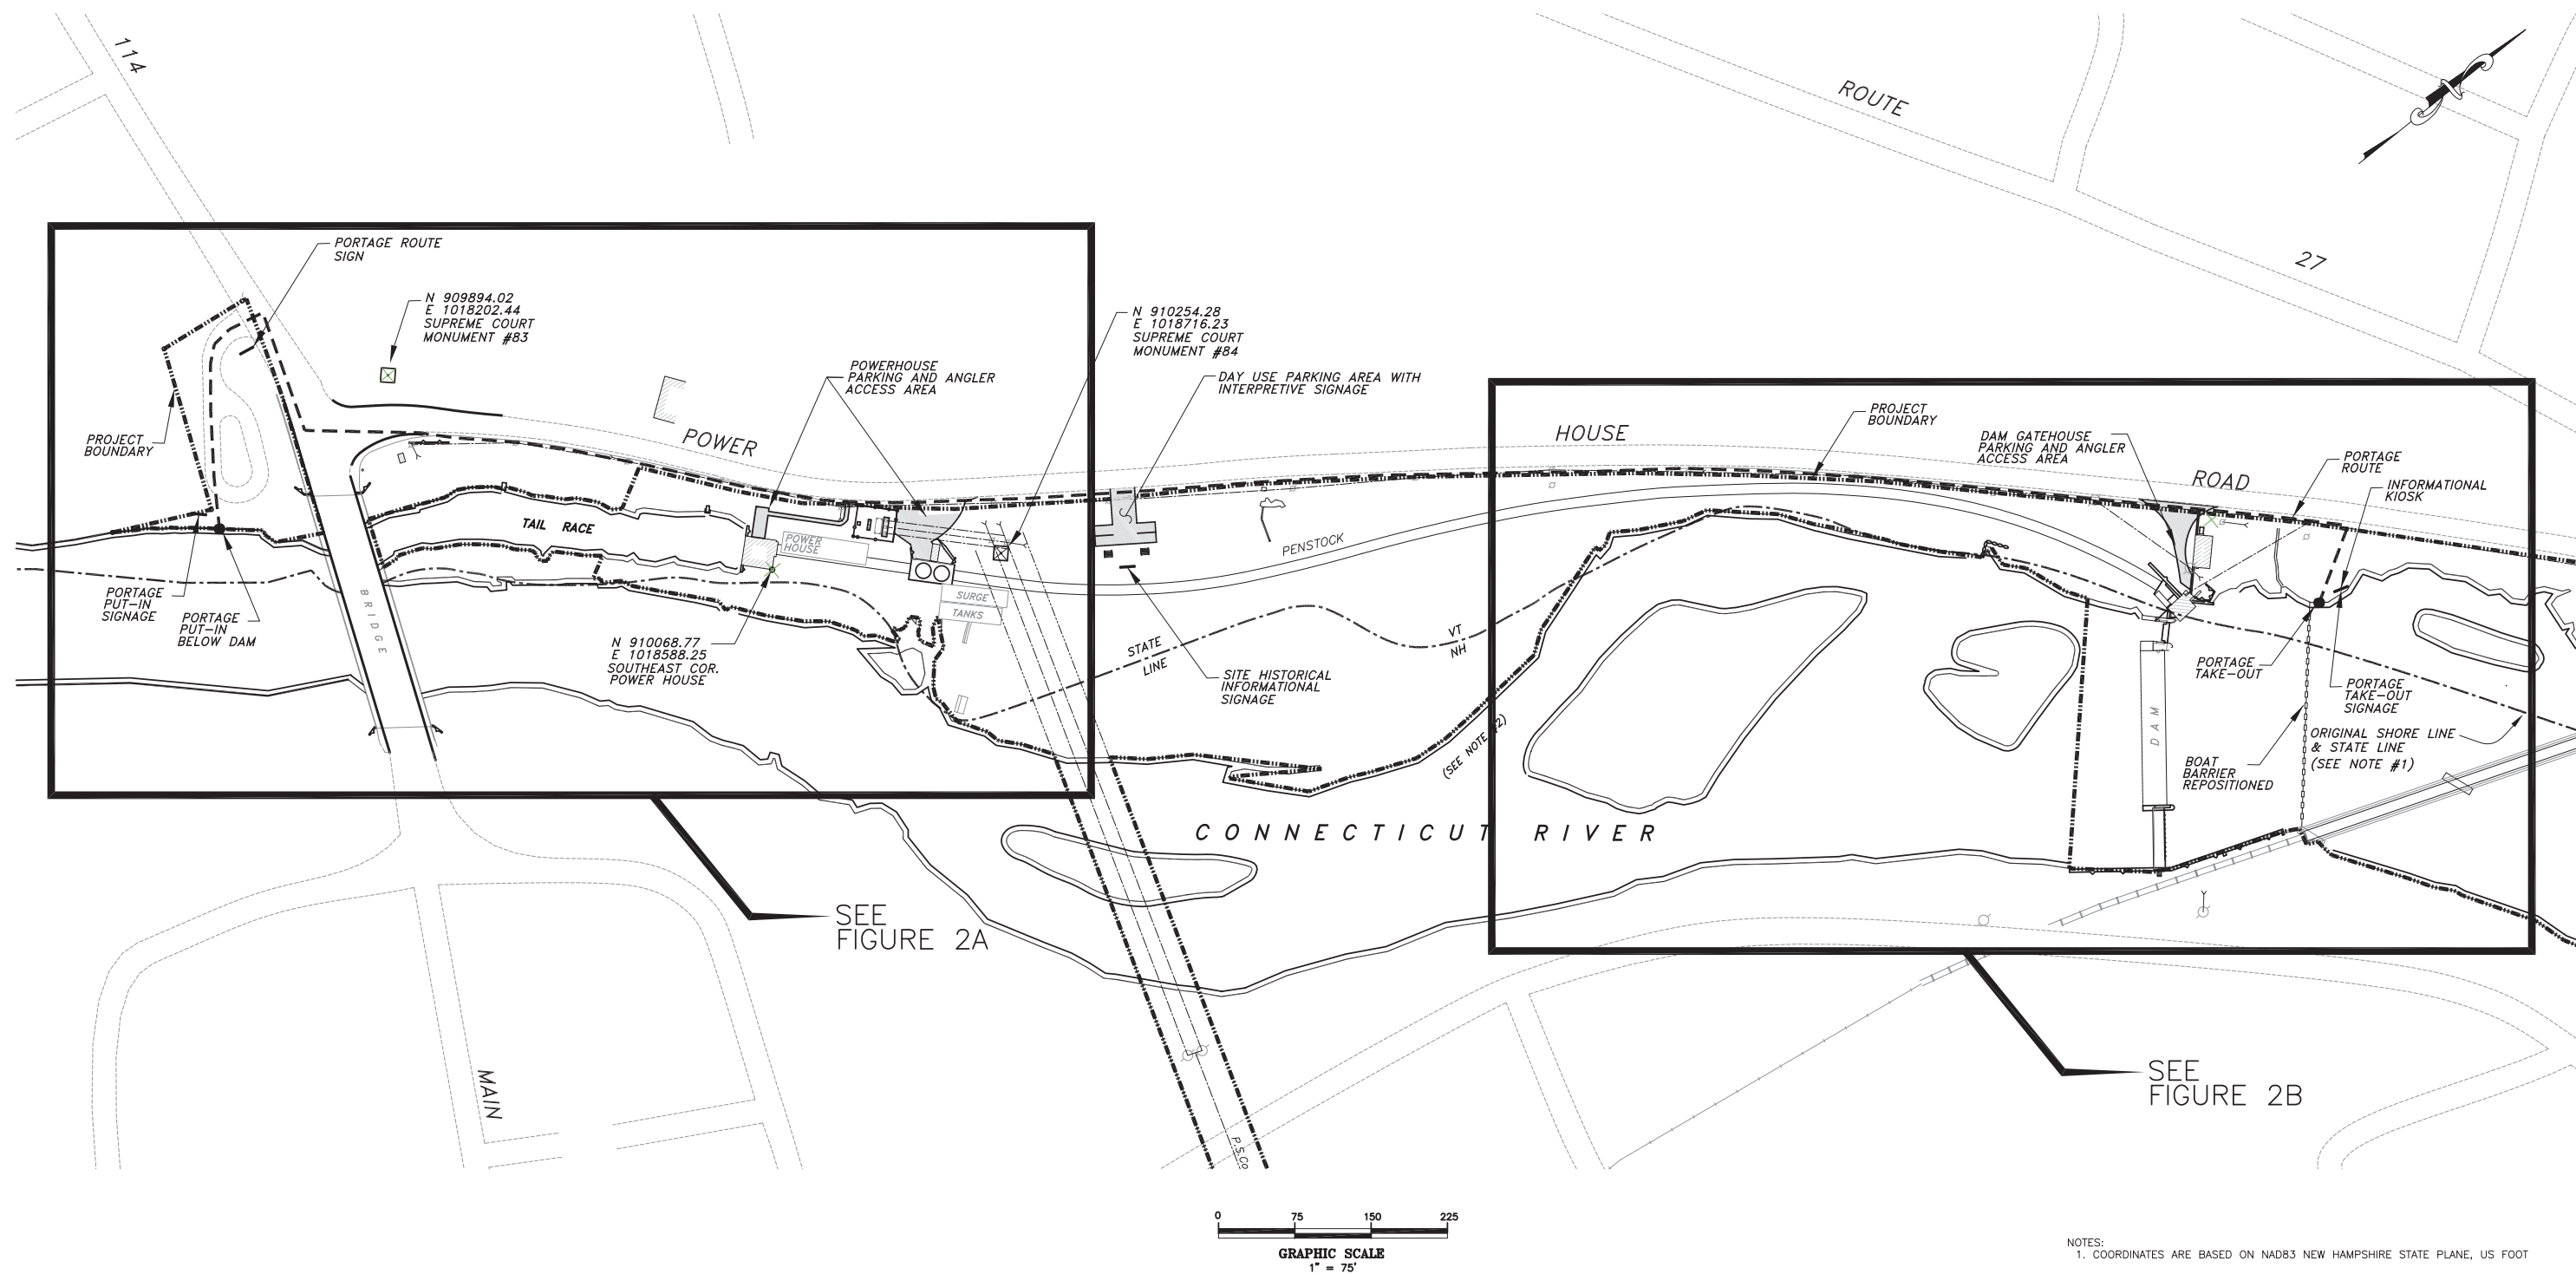 114
ROUTE
27
N
PORTAGE ROUTE
SIGN
N 909894.02
E 1018202.44
SUPREME COURT
MONUMENT #83
N 910254.28
E 1018716.23
SUPREME COURT
MONUMENT #84
POWERHOUSE
PARKING AND ANGLER
ACCESS AREA
DAY USE PARKING AREA WITH
INTERPRETIVE SIGNAGE
PROJECT
BOUNDARY
PROJECT
BOUNDARY
POWER
HOUSE
ROAD
DAM GATEHOUSE
PARKING AND ANGLER
ACCESS AREA
PORTAGE
ROUTE
INFORMATIONAL
KIOSK
TAIL RACE
POWER
HOUSE
PENSTOCK
SURGE
TANKS
BRIDGE
PORTAGE
PUT-IN
SIGNAGE
PORTAGE
PUT-IN
BELOW DAM
N 910068.77
E 1018588.25
SOUTHEAST COR.
POWER HOUSE
STATE
LINE
VT
NH
SITE HISTORICAL
INFORMATIONAL
SIGNAGE
(SEE NOTE #2)
DAM
PORTAGE
TAKE-OUT
PORTAGE
TAKE-OUT
SIGNAGE
BOAT
BARRIER
REPOSITIONED
ORIGINAL SHORE LINE
& STATE LINE
(SEE NOTE #1)
CONNECTICUT RIVER
SEE
FIGURE 2A
SEE
FIGURE 2B
MAIN
P.S.Co
0 75 150 225
GRAPHIC SCALE
1" = 75'
NOTES:
1. COORDINATES ARE BASED ON NAD83 NEW HAMPSHIRE STATE PLANE, US FOOT